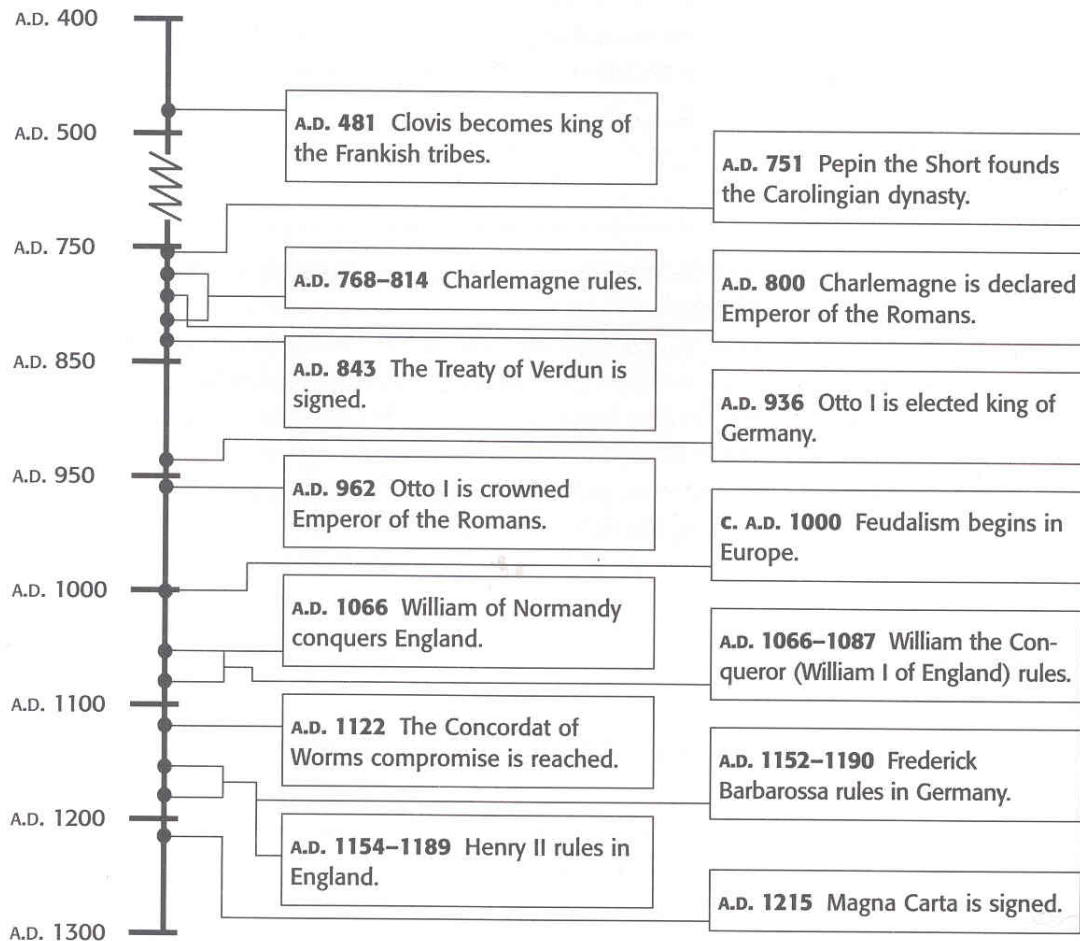 A.D. 400
A.D. 481 Clovis becomes king of
the Frankish tribes.
A.D. 500
A.D. 751 Pepin the Short founds
the Carolingian dynasty.
A.D. 750
A.D. 768–814 Charlemagne rules.
A.D. 800 Charlemagne is declared
Emperor of the Romans.
A.D. 850
A.D. 843 The Treaty of Verdun is
signed.
A.D. 936 Otto I is elected king of
Germany.
A.D. 950
A.D. 962 Otto I is crowned
Emperor of the Romans.
C. A.D. 1000 Feudalism begins in
Europe.
A.D. 1000
A.D. 1066 William of Normandy
conquers England.
A.D. 1066–1087 William the Con-
queror (William I of England) rules.
A.D. 1100
A.D. 1122 The Concordat of
Worms compromise is reached.
A.D. 1152–1190 Frederick
Barbarossa rules in Germany.
A.D. 1200
A.D. 1154–1189 Henry II rules in
England.
A.D. 1215 Magna Carta is signed.
A.D. 1300